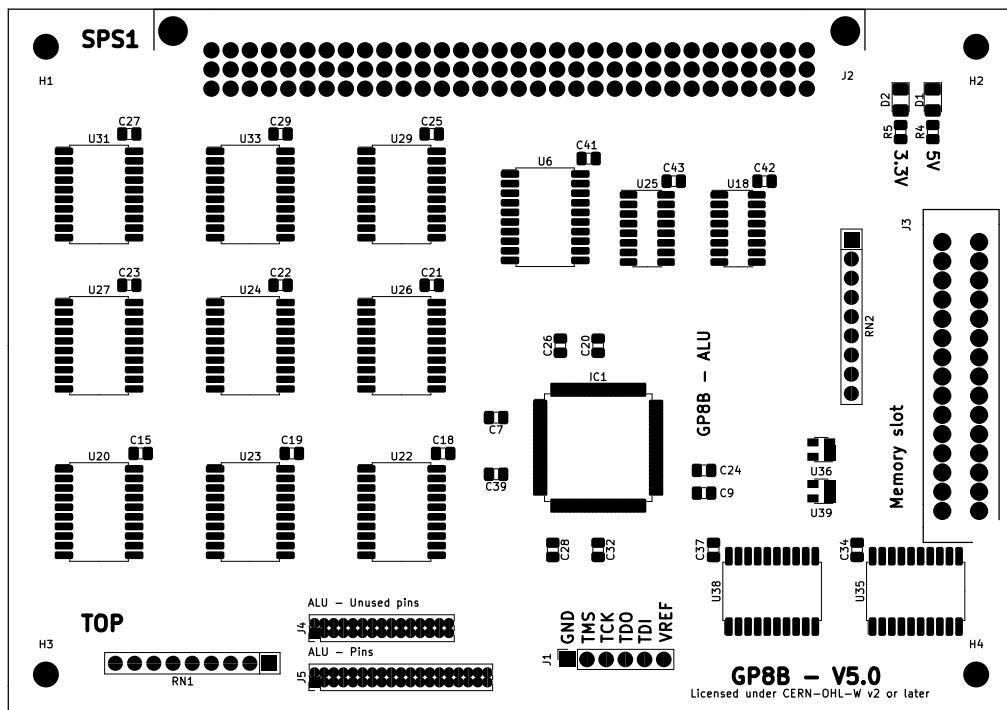 SPS1
H1
J2
H2
D2
D1
R5
R4
3.3V
5V
C27
C29
C25
U31
U33
U29
C41
U6
C43
C42
U25
U18
J3
C23
C22
C21
U27
U24
U26
RN2
C26
C20
IC1
GP8B - ALU
C7
Memory slot
C15
C19
C18
U20
U23
U22
C39
C24
C9
U36
U39
C28
C32
C37
C34
U38
U35
ALU - Unused pins
J4
TOP
GND
TMS
TCK
TDO
TDI
VREF
H3
H4
ALU - Pins
J5
J1
RN1
GP8B - V5.0
Licensed under CERN-OHL-W v2 or later